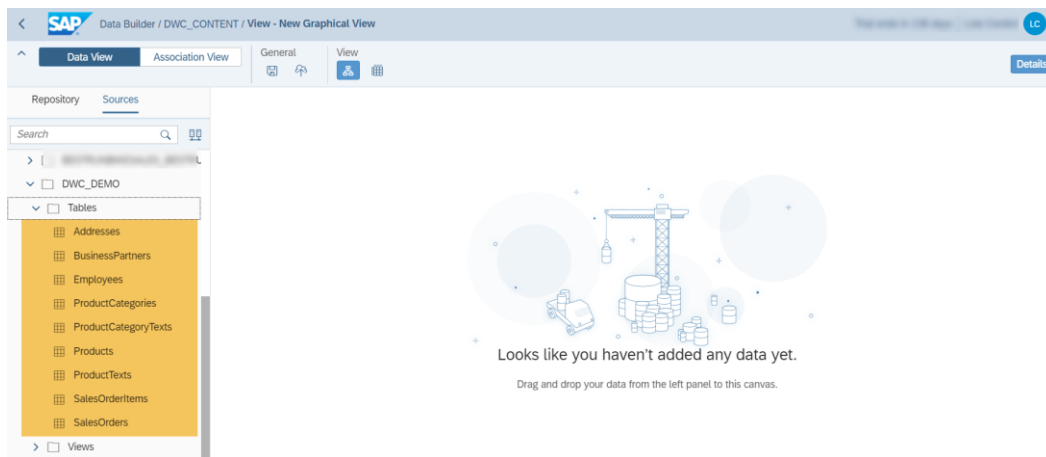 SAP Data Builder / DWC_CONTENT / View - New Graphical View
LC
Data View Association View General View
Details
Repository Sources
Search
DWC_DEMO
Tables
Addresses
BusinessPartners
Employees
ProductCategories
ProductCategoryTexts
Products
ProductTexts
SalesOrderItems
SalesOrders
Views
Looks like you haven't added any data yet.
Drag and drop your data from the left panel to this canvas.